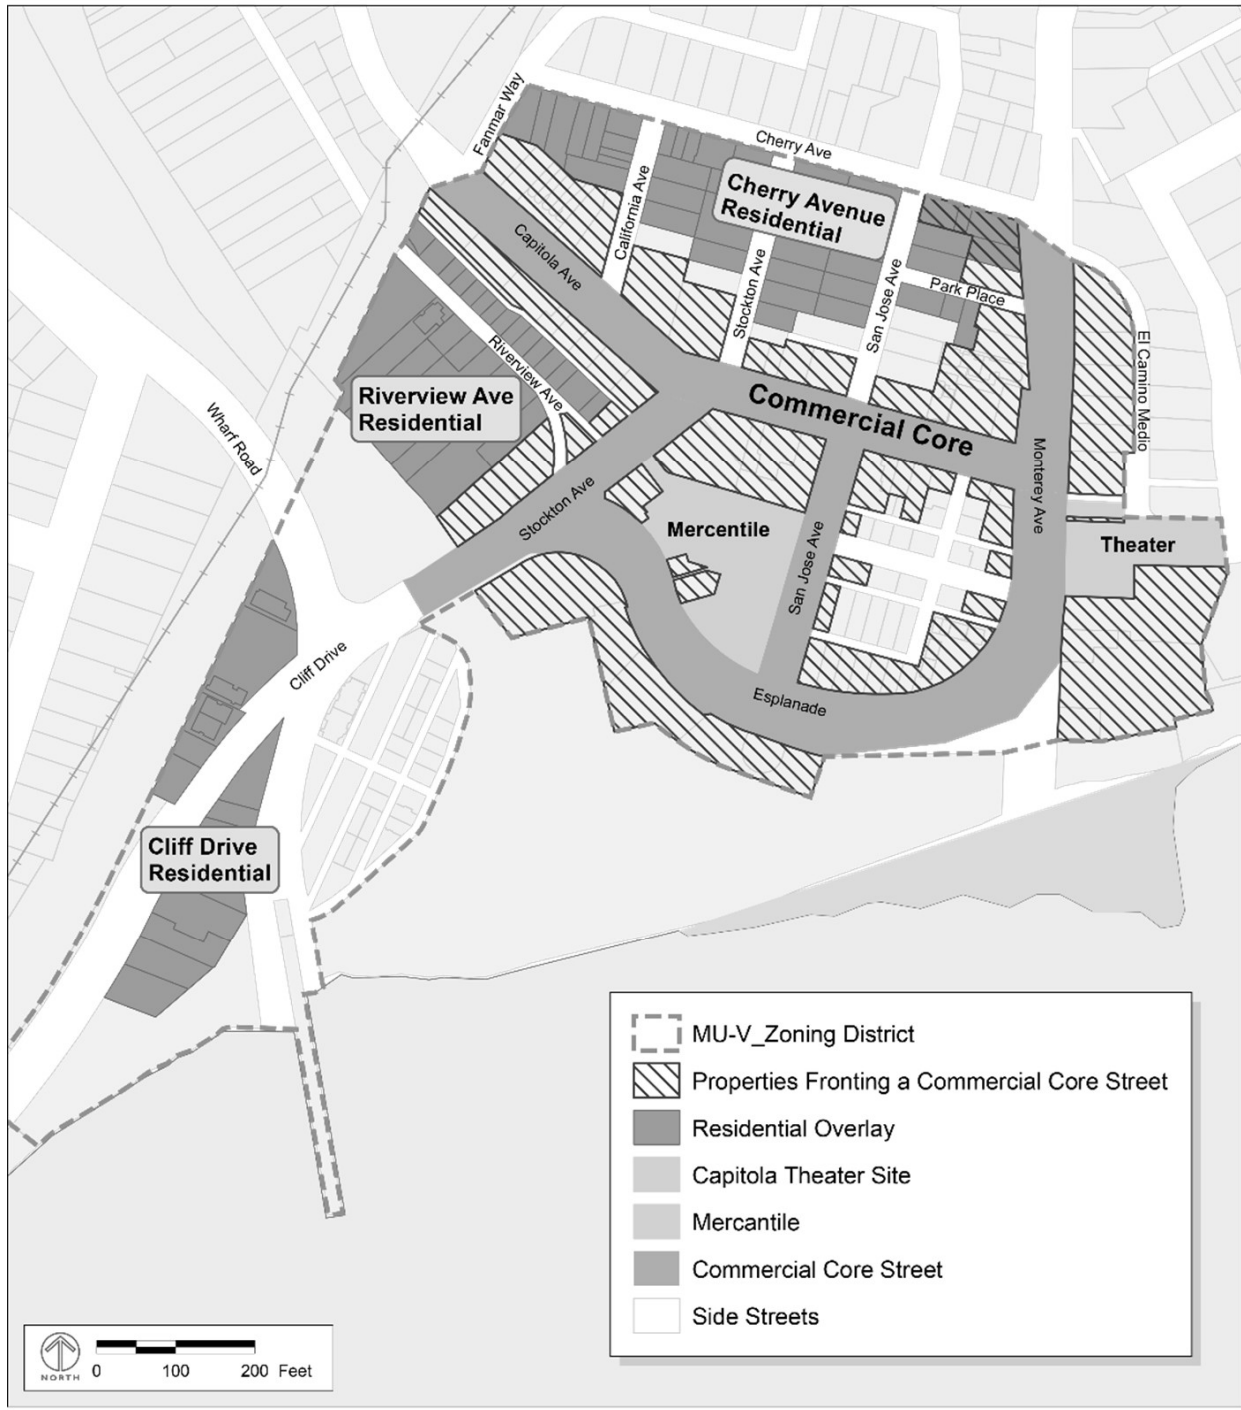 Fanmar Way
Cherry Ave
Cherry Avenue
Residential
California Ave
Capitola Ave
Stockton Ave
San Jose Ave
Park Place
El Camino Medio
Riverview Ave
Riverview Ave
Residential
Wharf Road
Commercial Core
Monterey Ave
Stockton Ave
Mercentile
San Jose Ave
Theater
Cliff Drive
Esplanade
Cliff Drive
Residential
MU-V_Zoning District
Properties Fronting a Commercial Core Street
Residential Overlay
Capitola Theater Site
Mercantile
Commercial Core Street
Side Streets
NORTH
0 100 200 Feet